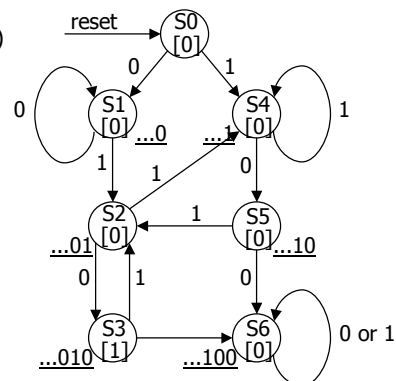 )
reset
S0
[0]
0
1
S1
[0]
...0
0
S4
[0]
...1
1
1
1
0
S2
[0]
...01
1
S5
[0]
...10
0
1
0
S3
[1]
...010
S6
[0]
...100
0 or 1